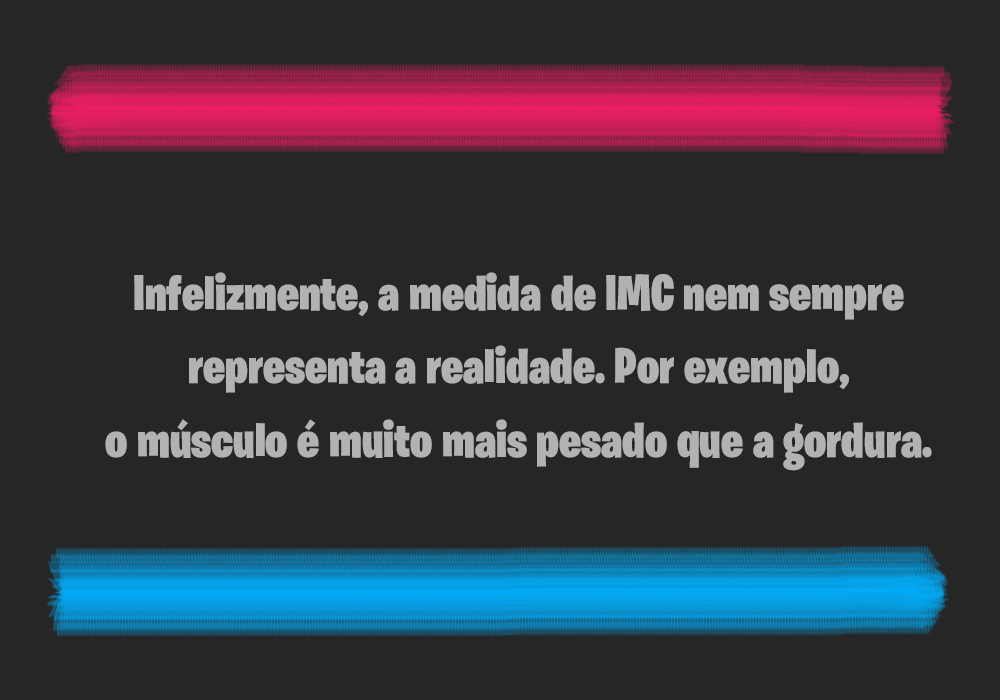 Infelizmente, a medida de IMC nem sempre
representa a realidade. Por exemplo,
o músculo é muito mais pesado que a gordura.